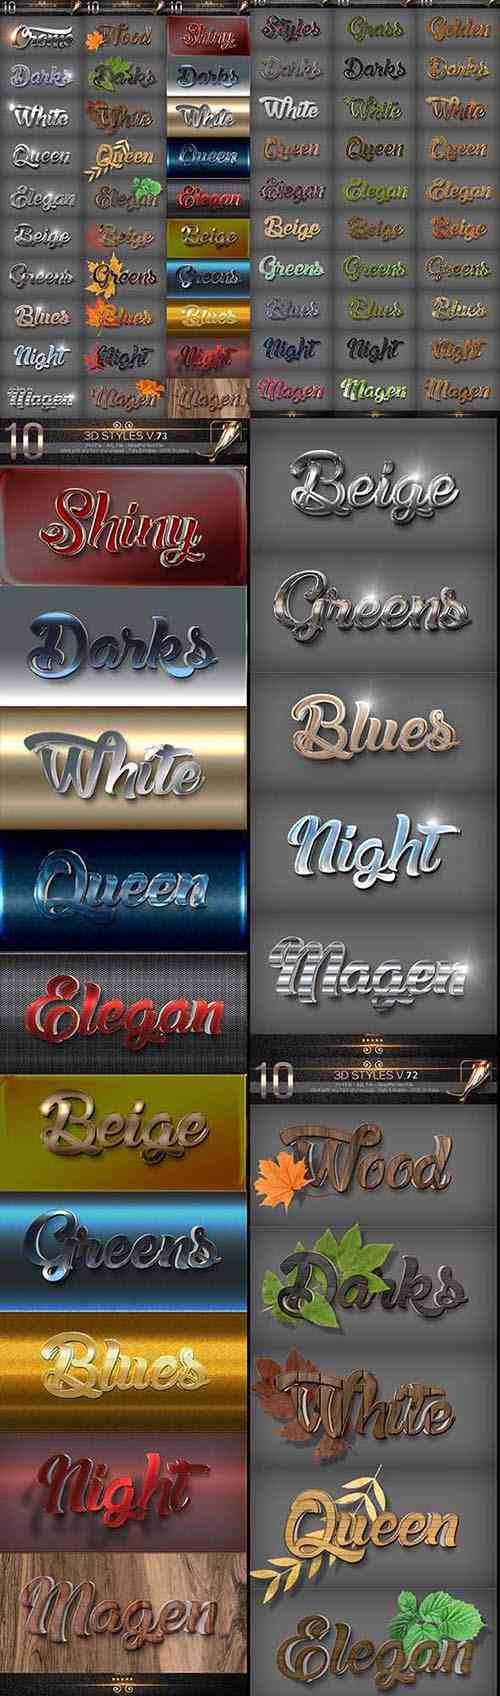 10 10 10
Chrome Wood Shiny
Darks Darks Darks
White White White
Queen Queen Queen
Elegan Elegan Elegan
Beige Beige Beige
Greens Greens Greens
Blues Blues Blues
Night Night Night
Magen Magen Magen
Styles Grass Golden
Darks Darks Darks
White White White
Queen Queen Queen
Elegan Elegan Elegan
Beige Beige Beige
Greens Greens Greens
Blues Blues Blues
Night Night Night
Magen Magen Magen
10 3D STYLES V.73
Shiny
Darks
White
Queen
Elegan
Beige
Greens
Blues
Night
Magen
Beige
Greens
Blues
Night
Magen
10 3D STYLES V.72
Wood
Darks
White
Queen
Elegan